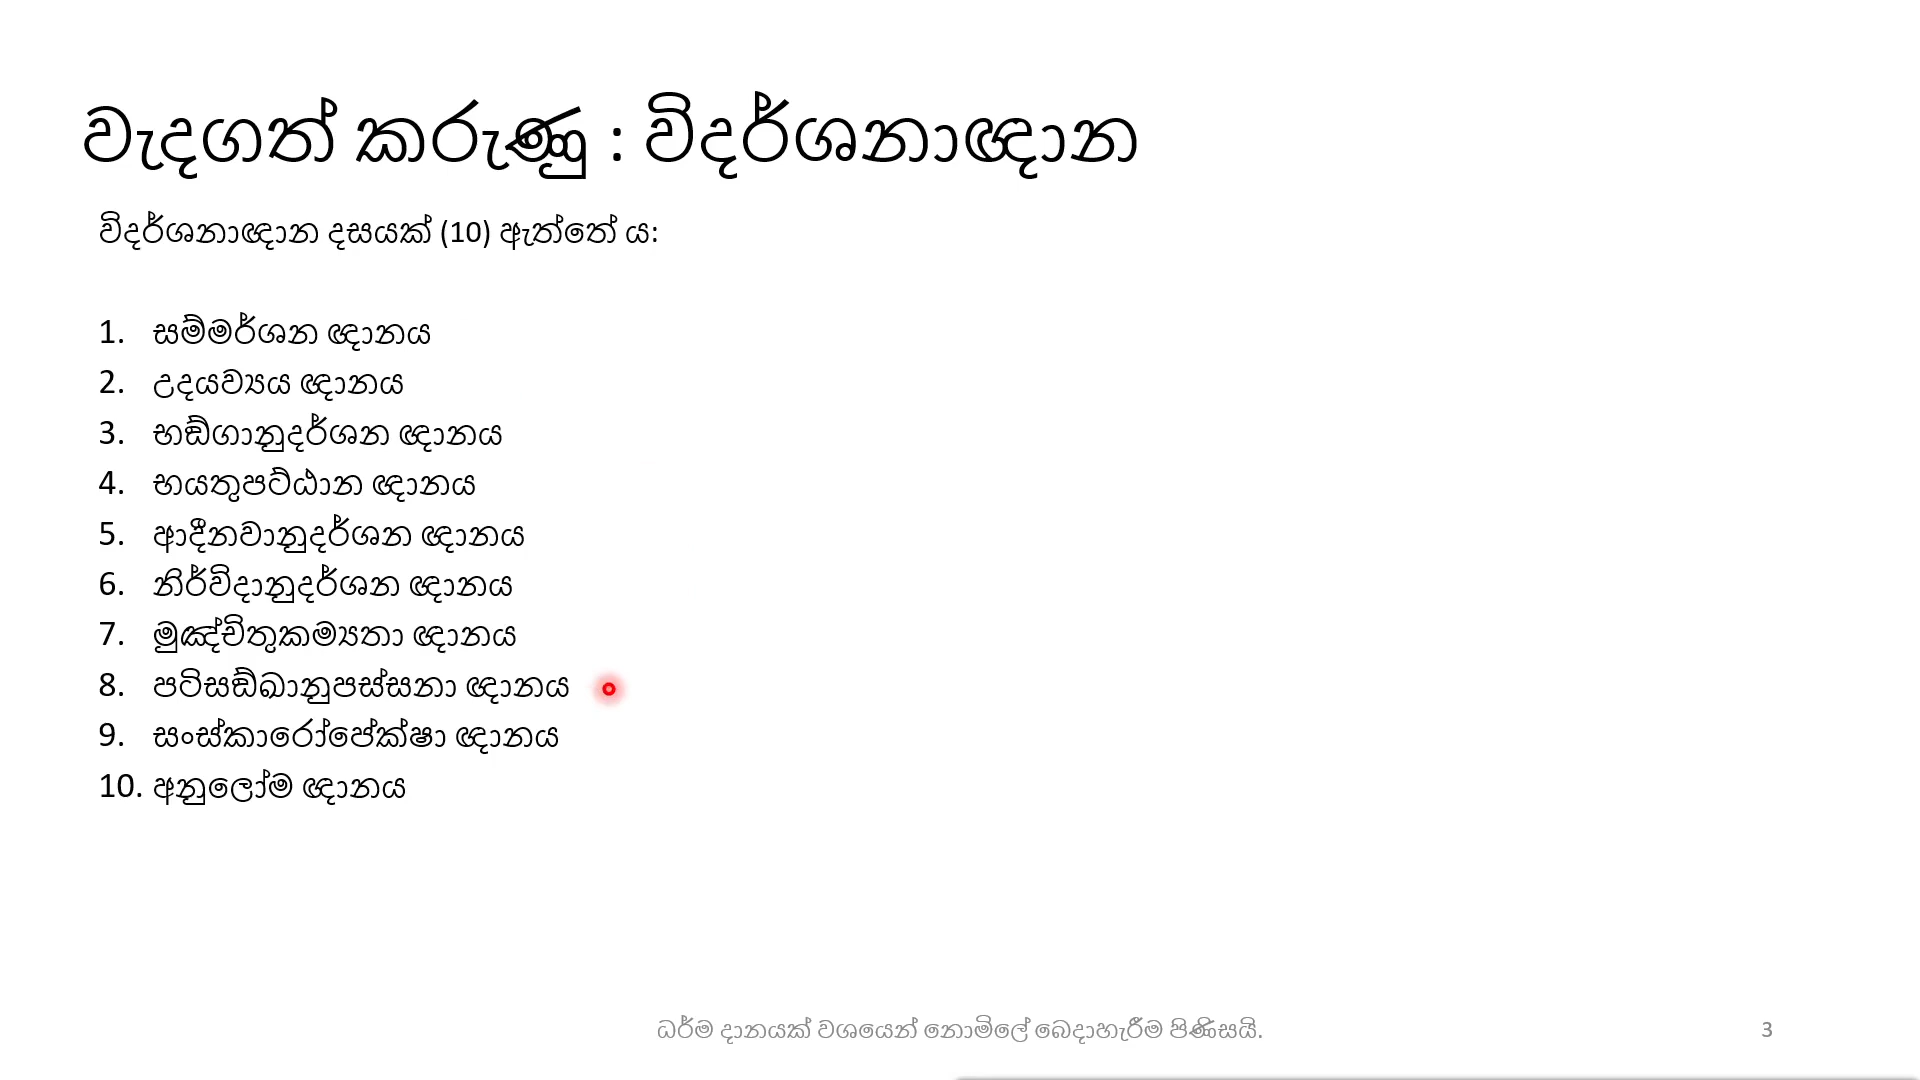 වැදගත් කරුණු : විදර්ශනාඥාන
විදර්ශනාඥාන දසයක් (10) ඇත්තේ ය:
1. සම්මර්ශන ඥානය
2. උදයව්‍යය ඥානය
3. භඞ්ගානුදර්ශන ඥානය
4. භයතුපට්ඨාන ඥානය
5. ආදීනවානුදර්ශන ඥානය
6. නිර්විදානුදර්ශන ඥානය
7. මුඤ්චිතුකම්‍යතා ඥානය
8. පටිසඞ්ඛානුපස්සනා ඥානය
9. සංස්කාරෝපේක්ෂා ඥානය
10. අනුලෝම ඥානය
ධර්ම දානයක් වශයෙන් නොමිලේ බෙදාහැරීම පිණිසයි.
3